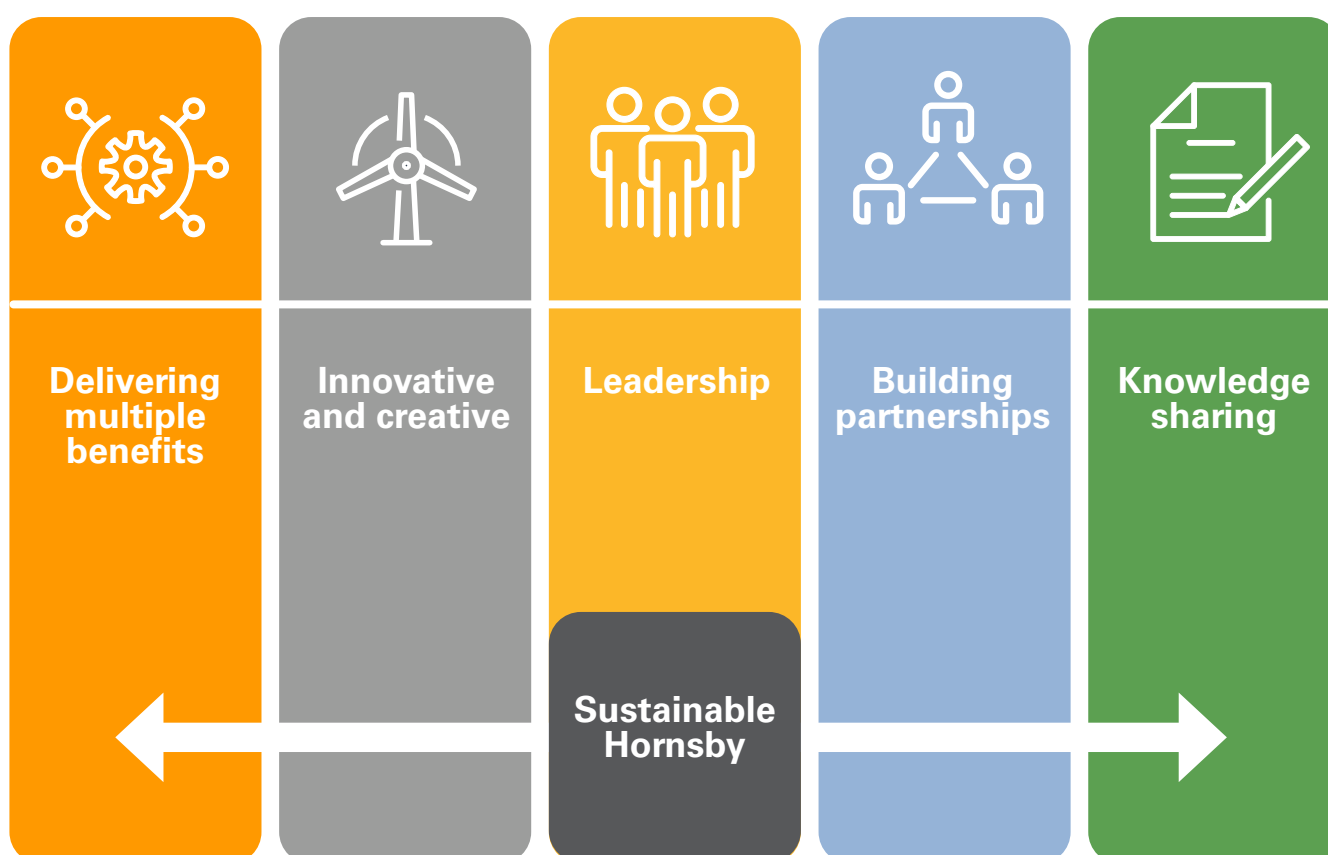 Delivering
multiple
benefits
Innovative
and creative
Leadership
Building
partnerships
Knowledge
sharing
Sustainable
Hornsby